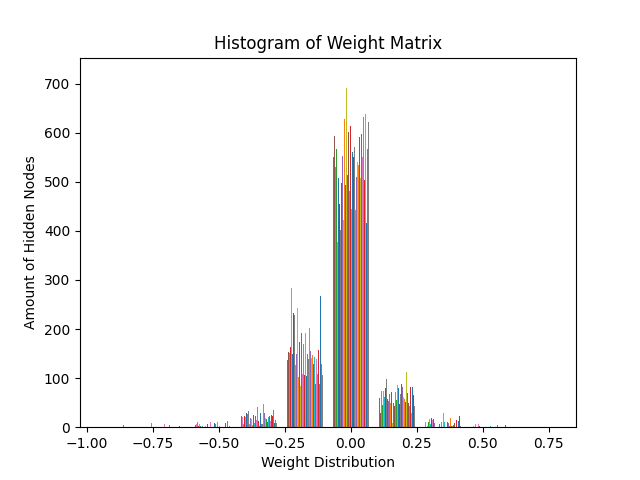 Histogram of Weight Matrix
700
600
500
400
300
200
100
0
Amount of Hidden Nodes
−1.00 −0.75 −0.50 −0.25 0.00 0.25 0.50 0.75
Weight Distribution